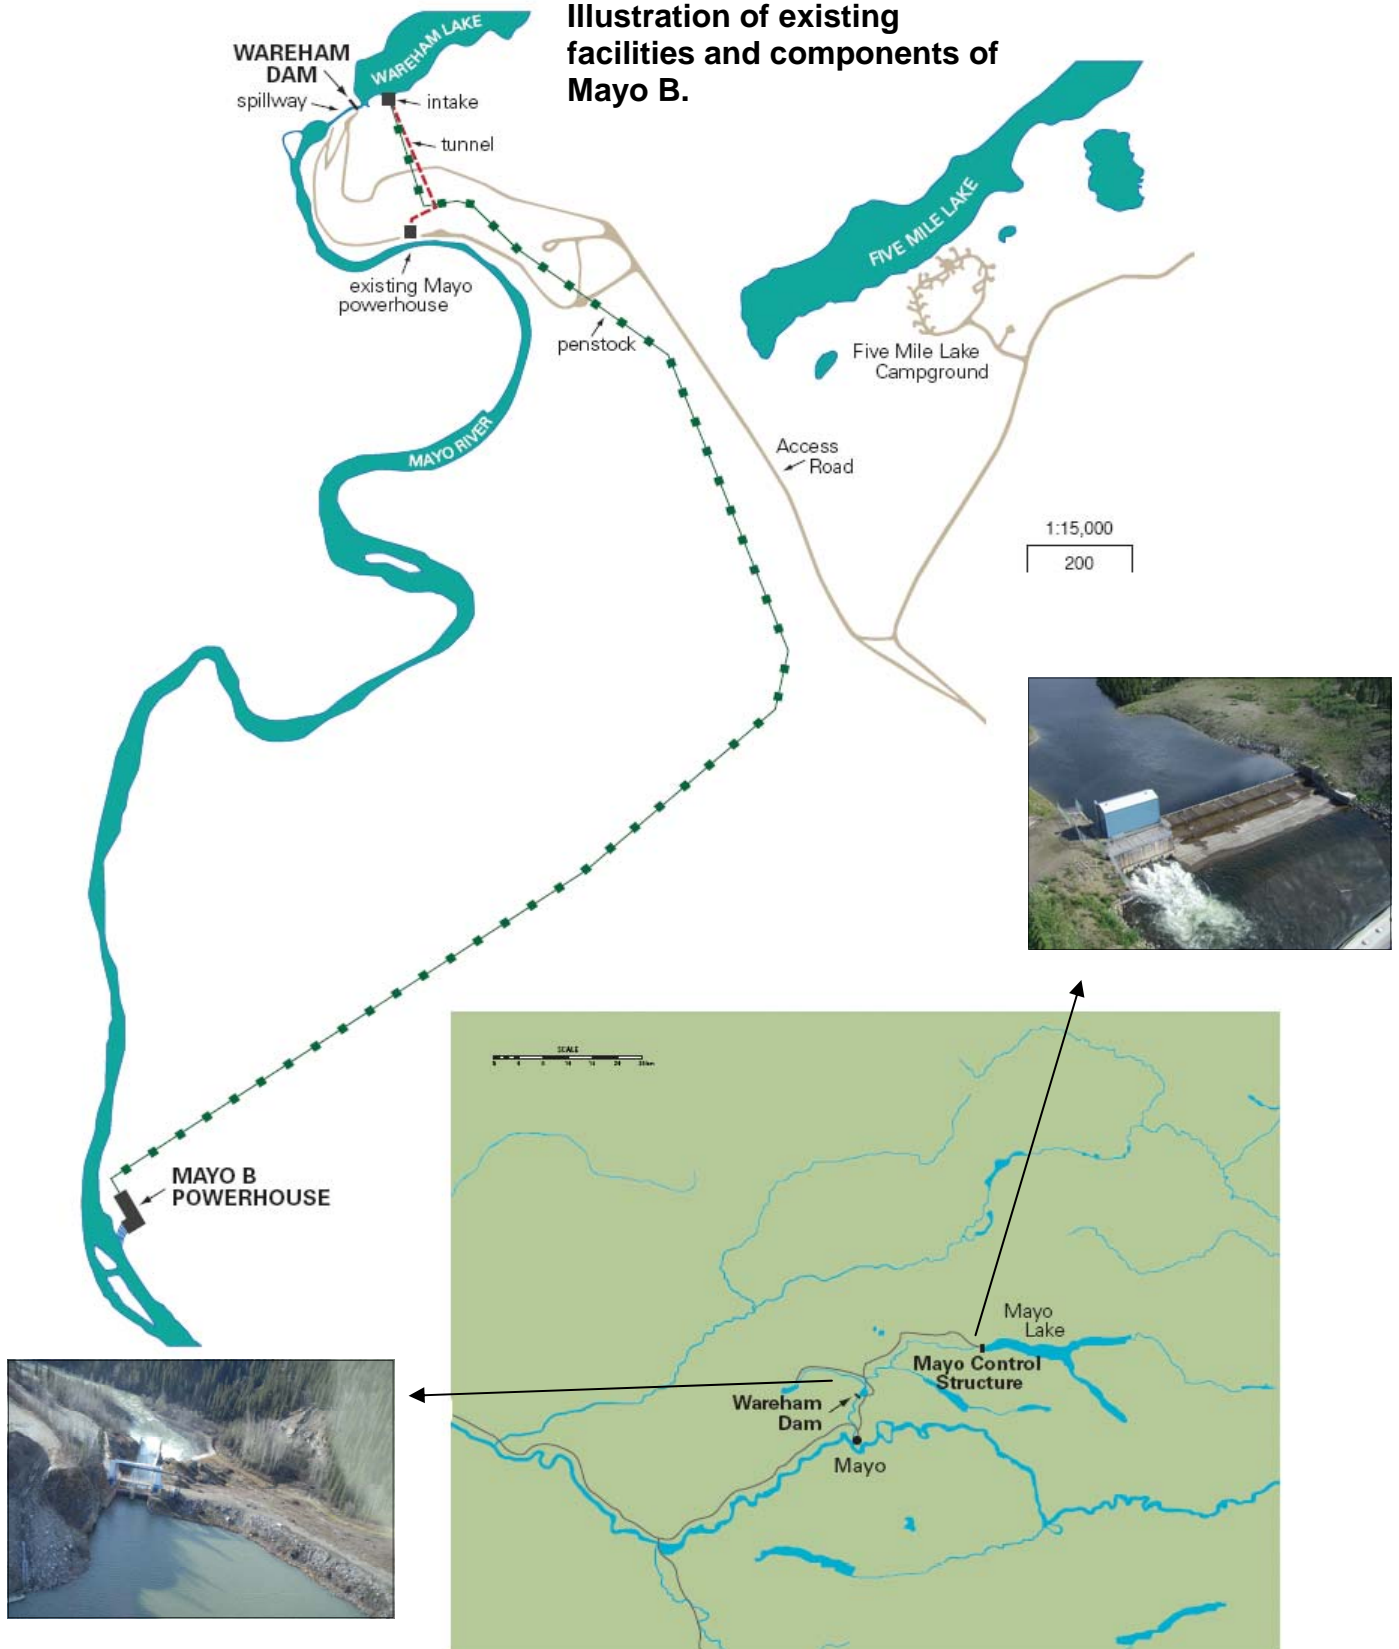 Illustration of existing
facilities and components of
Mayo B.
WAREHAM LAKE
WAREHAM
DAM
spillway
intake
tunnel
existing Mayo
powerhouse
penstock
FIVE MILE LAKE
Five Mile Lake
Campground
MAYO RIVER
Access
Road
1:15,000
200
MAYO B
POWERHOUSE
SCALE
Mayo
Lake
Mayo Control
Structure
Wareham
Dam
Mayo